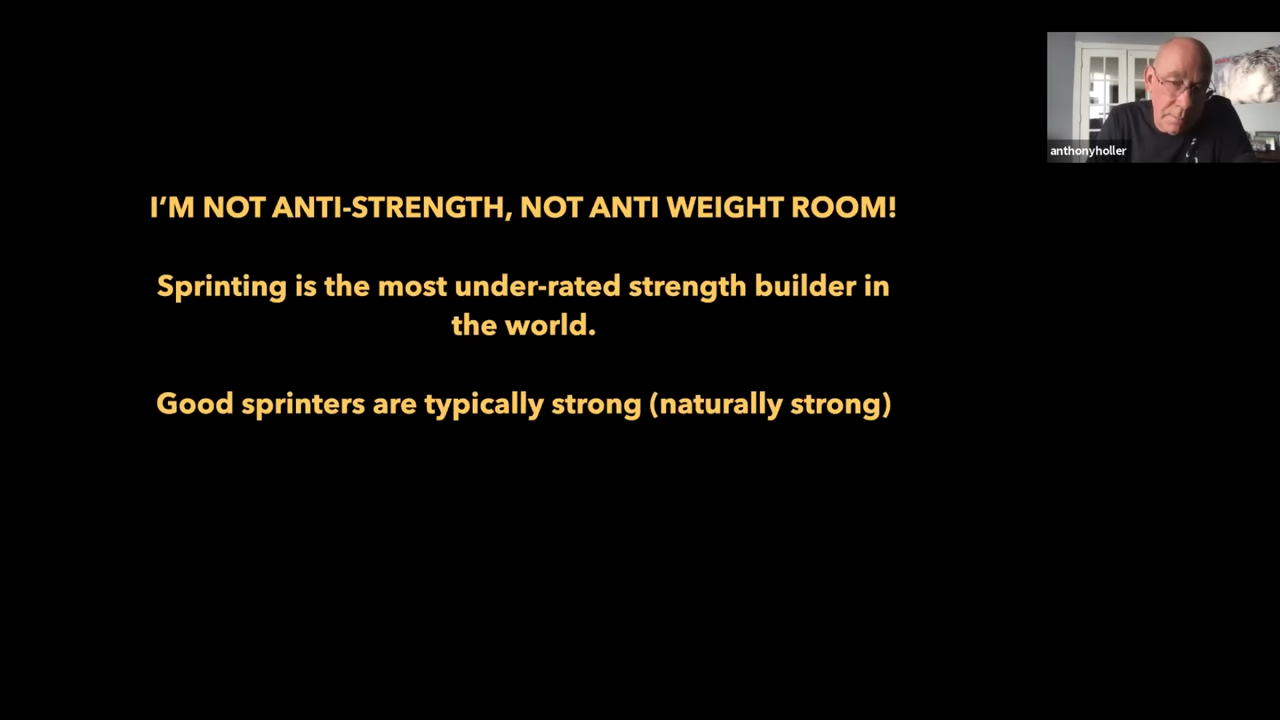 anthonyholler
I’M NOT ANTI-STRENGTH, NOT ANTI WEIGHT ROOM!
Sprinting is the most under-rated strength builder in
the world.
Good sprinters are typically strong (naturally strong)